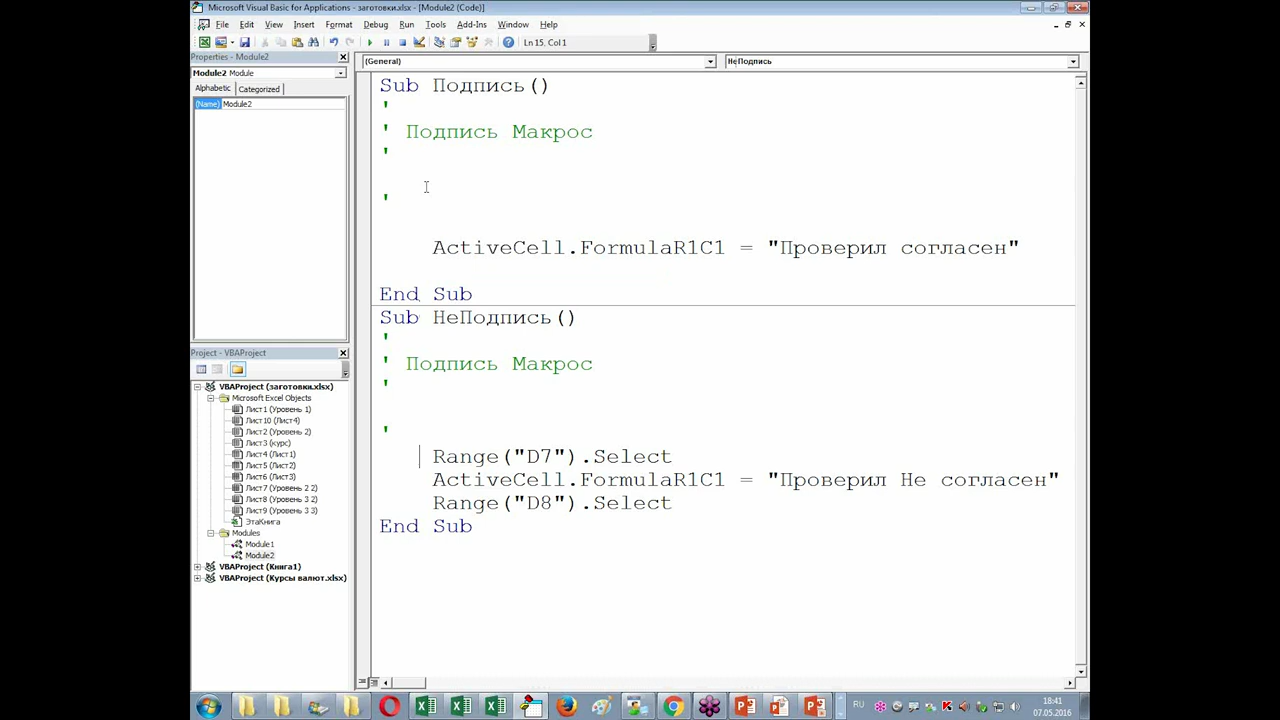 Microsoft Visual Basic for Applications - заготовки.xlsx - [Module2 (Code)]
File Edit View Insert Format Debug Run Tools Add-Ins Window Help
Ln 15, Col 1
Properties - Module2
Module2 Module
Alphabetic Categorized
(Name) Module2
(General)
НеПодпись
Sub Подпись()
'
' Подпись Макрос
'
'
ActiveCell.FormulaR1C1 = "Проверил согласен"
End Sub
Sub НеПодпись()
'
' Подпись Макрос
'
'
Range("D7").Select
ActiveCell.FormulaR1C1 = "Проверил Не согласен"
Range("D8").Select
End Sub
Project - VBAProject
VBAProject (заготовки.xlsx)
Microsoft Excel Objects
Лист1 (Уровень 1)
Лист10 (Лист4)
Лист2 (Уровень 2)
Лист3 (курс)
Лист4 (Лист1)
Лист5 (Лист2)
Лист6 (Лист3)
Лист7 (Уровень 2 2)
Лист8 (Уровень 3 2)
Лист9 (Уровень 3 3)
ЭтаКнига
Modules
Module1
Module2
VBAProject (Книга1)
VBAProject (Курсы валют.xlsx)
RU
18:41
07.05.2016